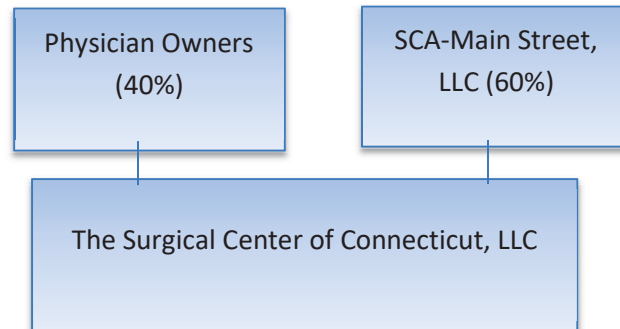 Physician Owners
(40%)
SCA-Main Street,
LLC (60%)
The Surgical Center of Connecticut, LLC